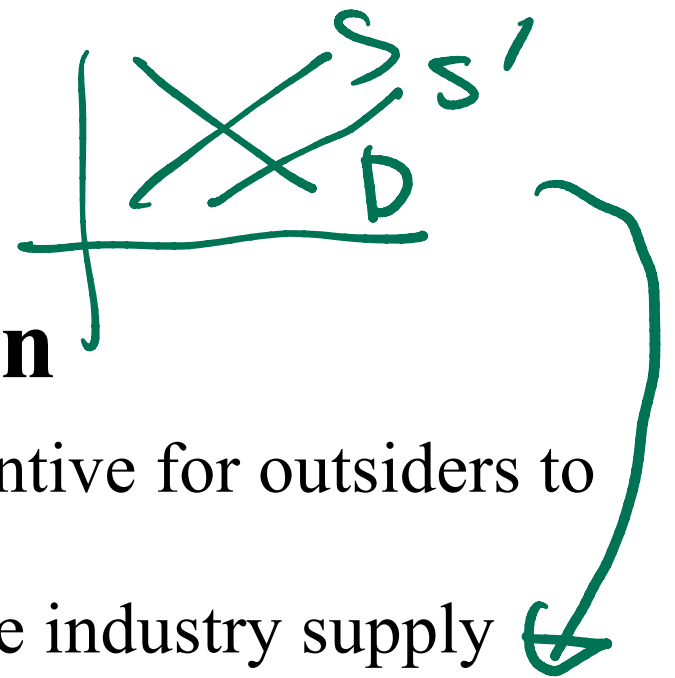 S
S'
D
n
ntive for outsiders to
e industry supply